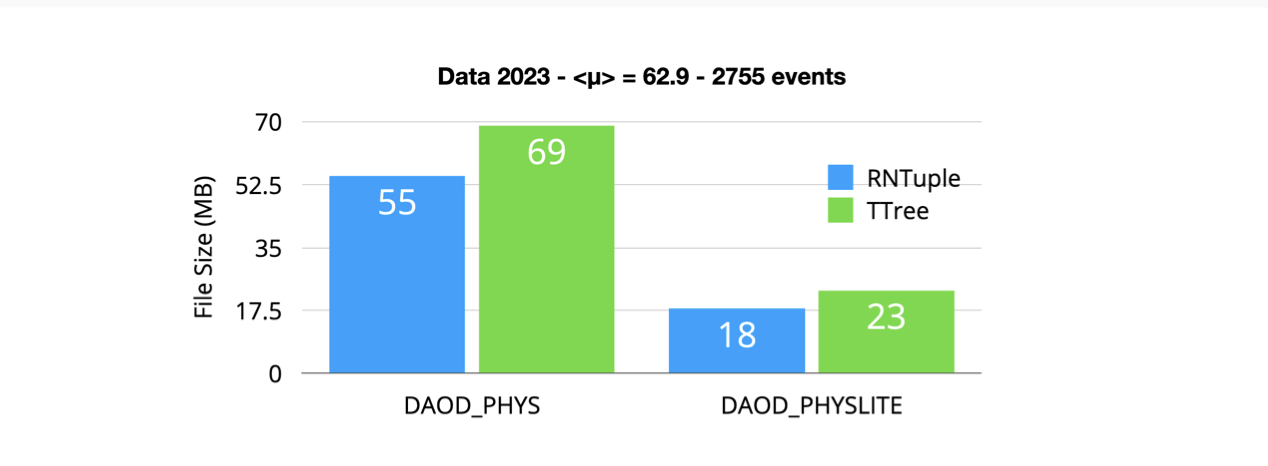 Data 2023 - <µ> = 62.9 - 2755 events
File Size (MB)
70
52.5
35
17.5
0
55
69
18
23
RNTuple
TTree
DAOD_PHYS
DAOD_PHYSLITE